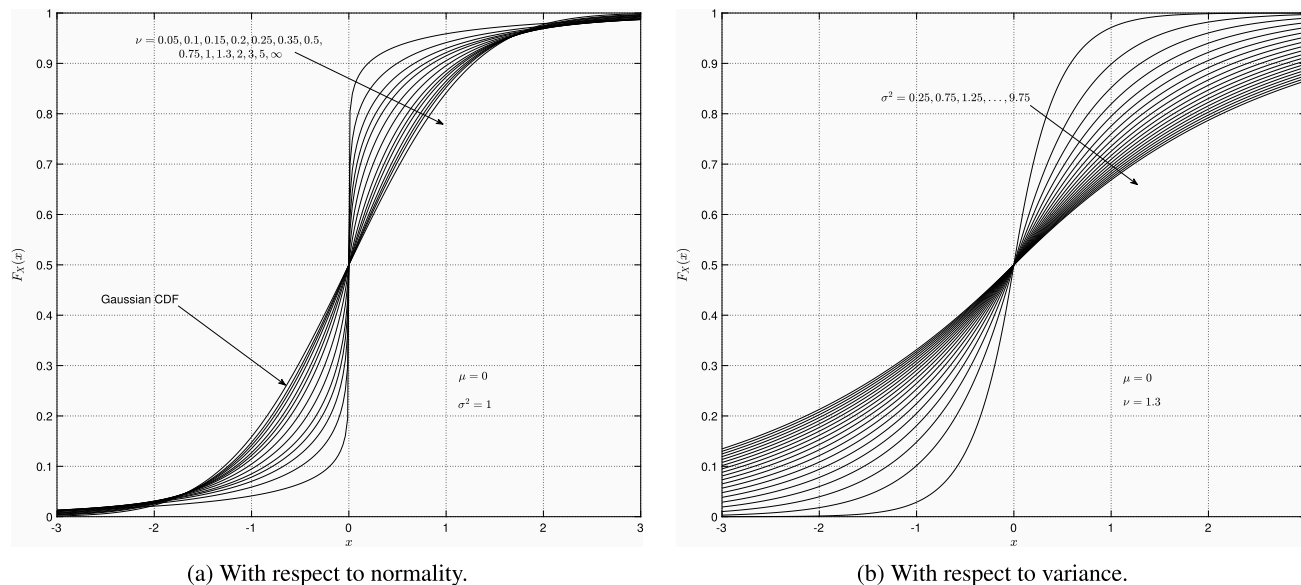 1
0.9
0.8
0.7
0.6
0.5
0.4
0.3
0.2
0.1
0
F_X(x)
ν = 0.05, 0.1, 0.15, 0.2, 0.25, 0.35, 0.5,
0.75, 1, 1.3, 2, 3, 5, ∞
Gaussian CDF
μ = 0
σ² = 1
-3 -2 -1 0 1 2 3
x
(a) With respect to normality.
1
0.9
0.8
0.7
0.6
0.5
0.4
0.3
0.2
0.1
0
F_X(x)
σ² = 0.25, 0.75, 1.25, . . . , 9.75
μ = 0
ν = 1.3
-3 -2 -1 0 1 2
x
(b) With respect to variance.